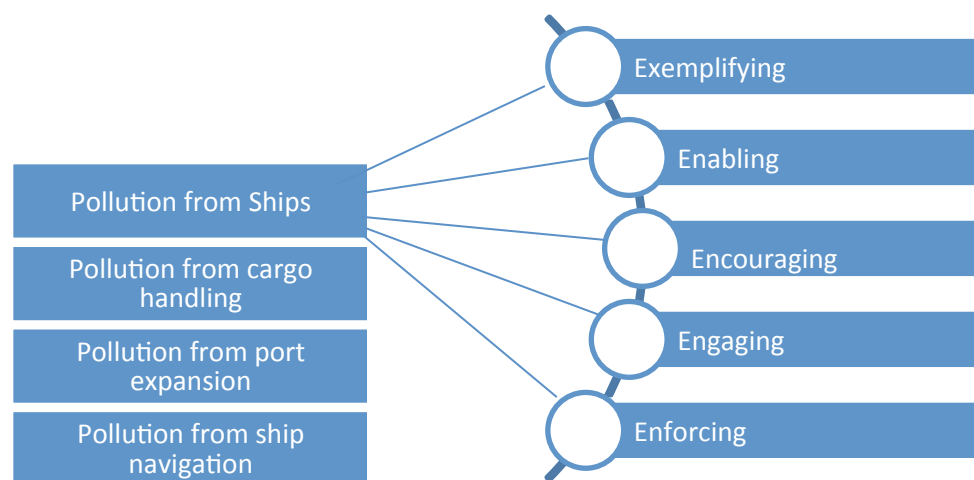 Pollution from Ships
Pollution from cargo
handling
Pollution from port
expansion
Pollution from ship
navigation
Exemplifying
Enabling
Encouraging
Engaging
Enforcing